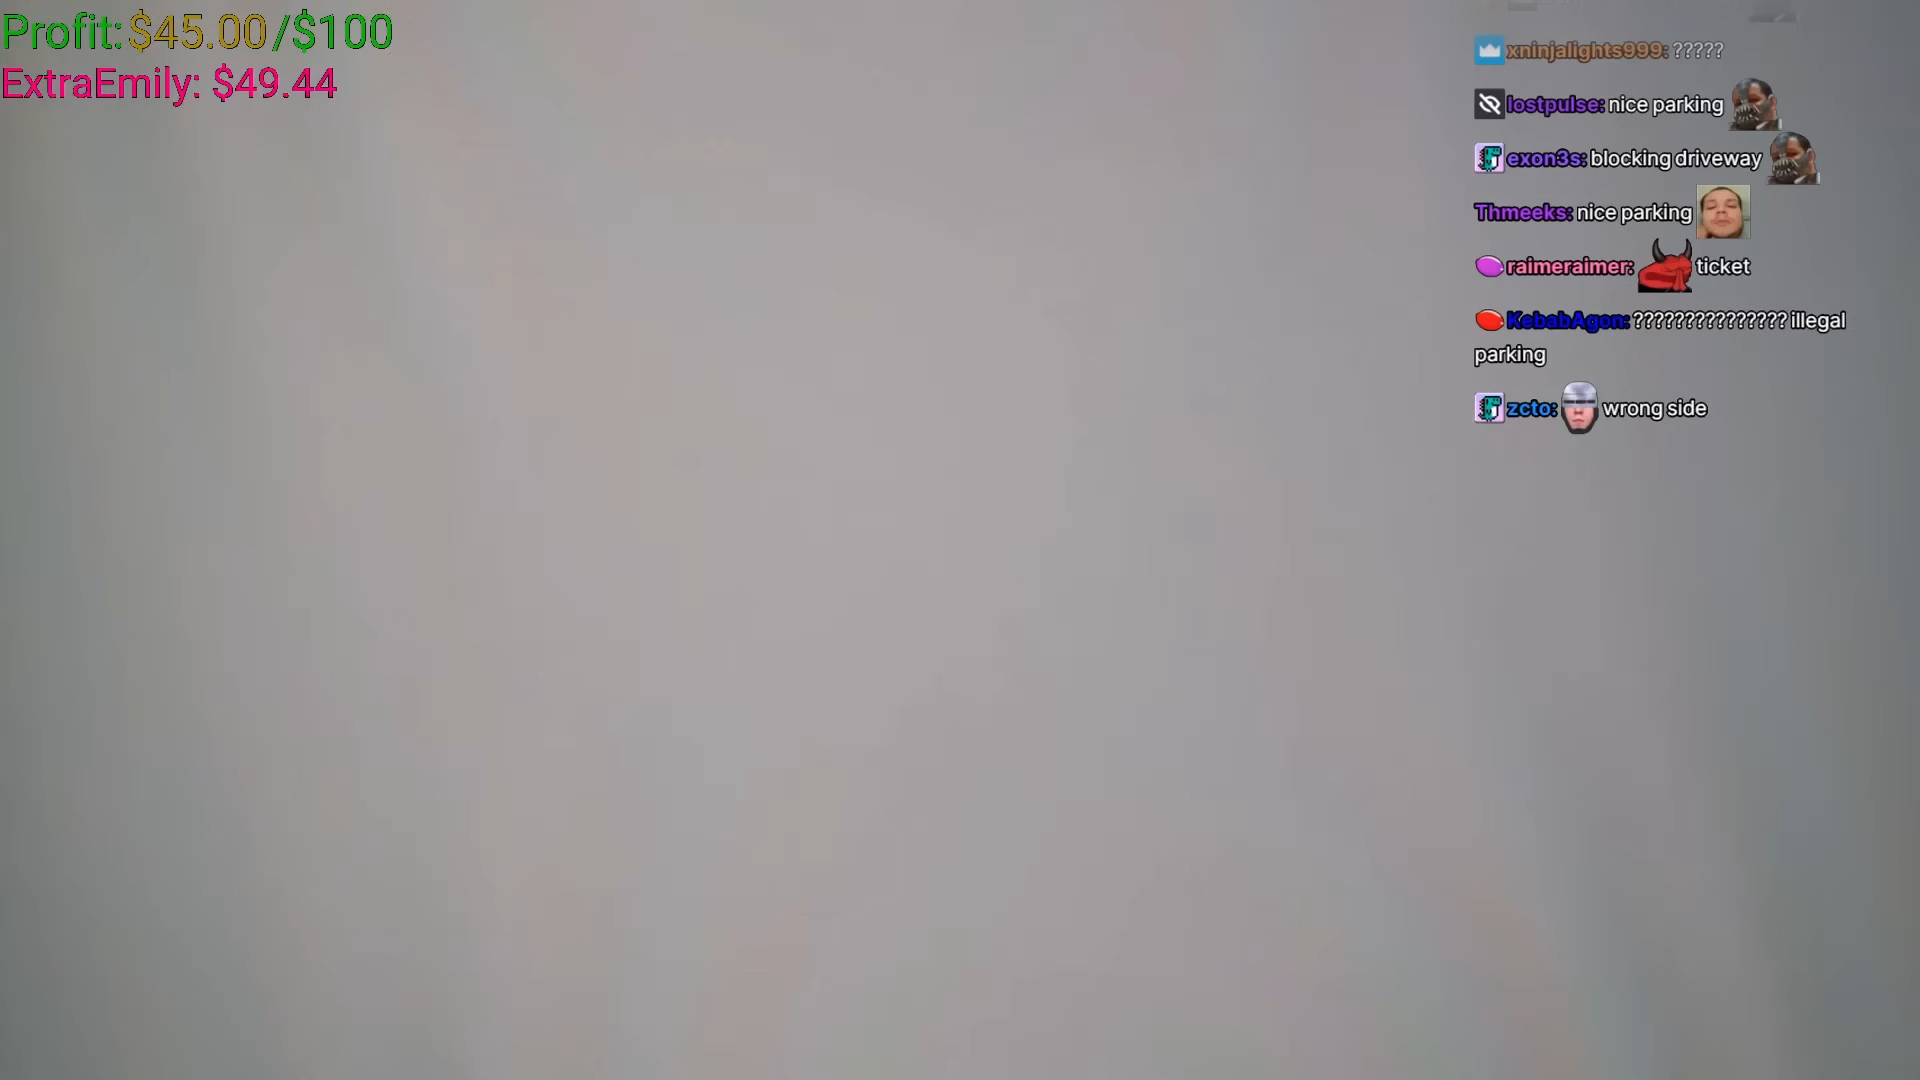 Profit: $45.00/$100
ExtraEmily: $49.44
xninjalights999: ?????
lostpulse: nice parking
exon3s: blocking driveway
Thmeeks: nice parking
raimeraimer: ticket
KebabAgon: ??????????????? illegal
parking
zcto: wrong side